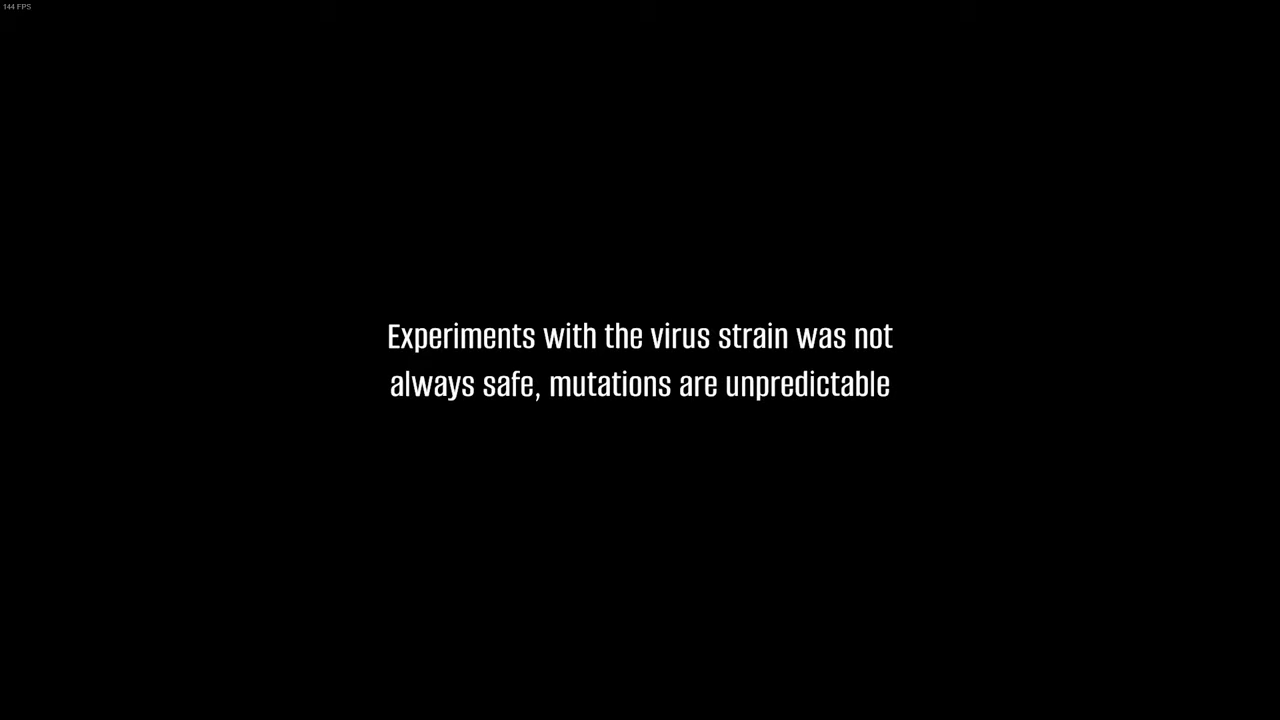 144 FPS
Experiments with the virus strain was not
always safe, mutations are unpredictable